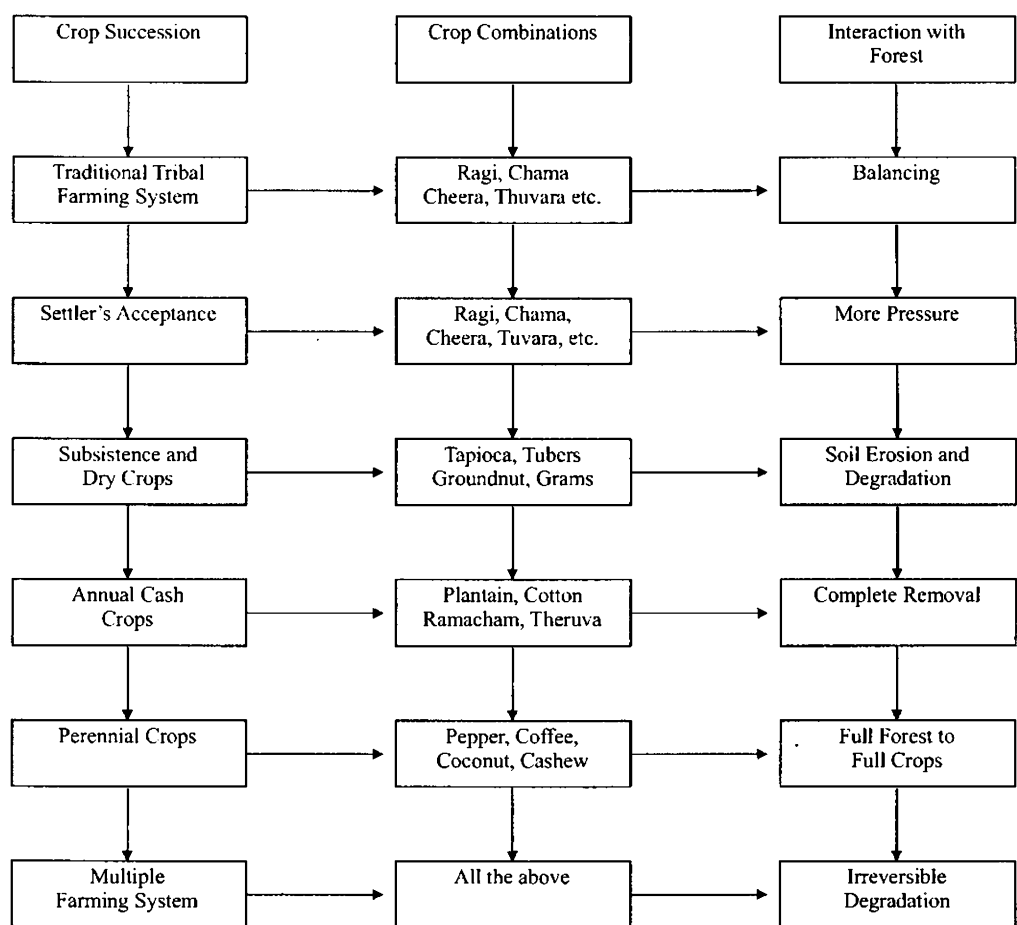 Crop Succession
Crop Combinations
Interaction with
Forest
Traditional Tribal
Farming System
Ragi, Chama
Cheera, Thuvara etc.
Balancing
Settler's Acceptance
Ragi, Chama,
Cheera, Tuvara, etc.
More Pressure
Subsistence and
Dry Crops
Tapioca, Tubers
Groundnut, Grams
Soil Erosion and
Degradation
Annual Cash
Crops
Plantain, Cotton
Ramacham, Theruva
Complete Removal
Perennial Crops
Pepper, Coffee,
Coconut, Cashew
Full Forest to
Full Crops
Multiple
Farming System
All the above
Irreversible
Degradation